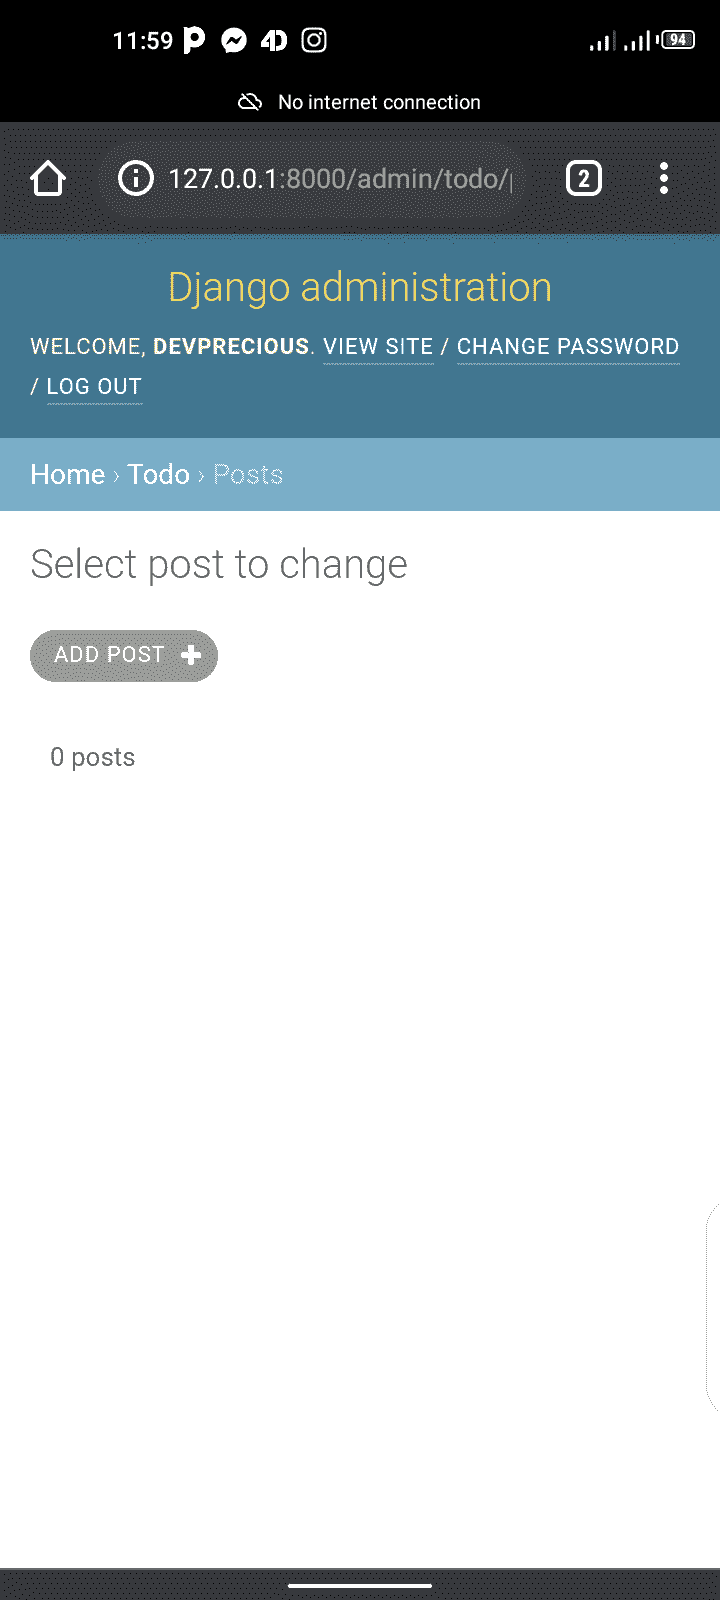 11:59
94
No internet connection
127.0.0.1:8000/admin/todo/
2
Django administration
WELCOME, DEVPRECIOUS. VIEW SITE / CHANGE PASSWORD
/ LOG OUT
Home › Todo › Posts
Select post to change
ADD POST +
0 posts